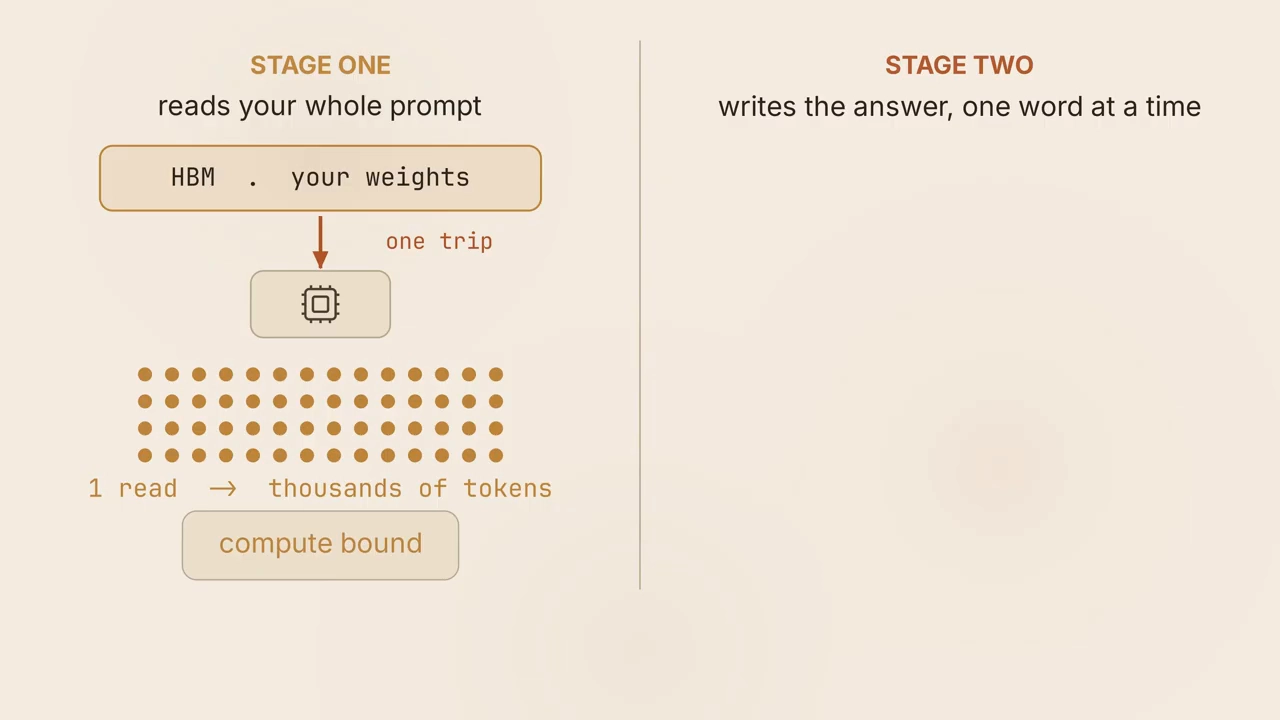 STAGE ONE
reads your whole prompt
HBM . your weights
one trip
1 read → thousands of tokens
compute bound
STAGE TWO
writes the answer, one word at a time